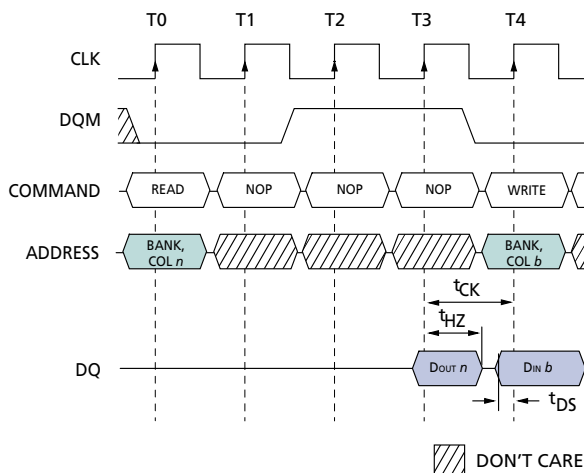 T0 T1 T2 T3 T4
CLK
DQM
COMMAND READ NOP NOP NOP WRITE
ADDRESS BANK, COL n BANK, COL b
tCK
tHZ
DQ DOUT n DIN b
tDS
DON'T CARE